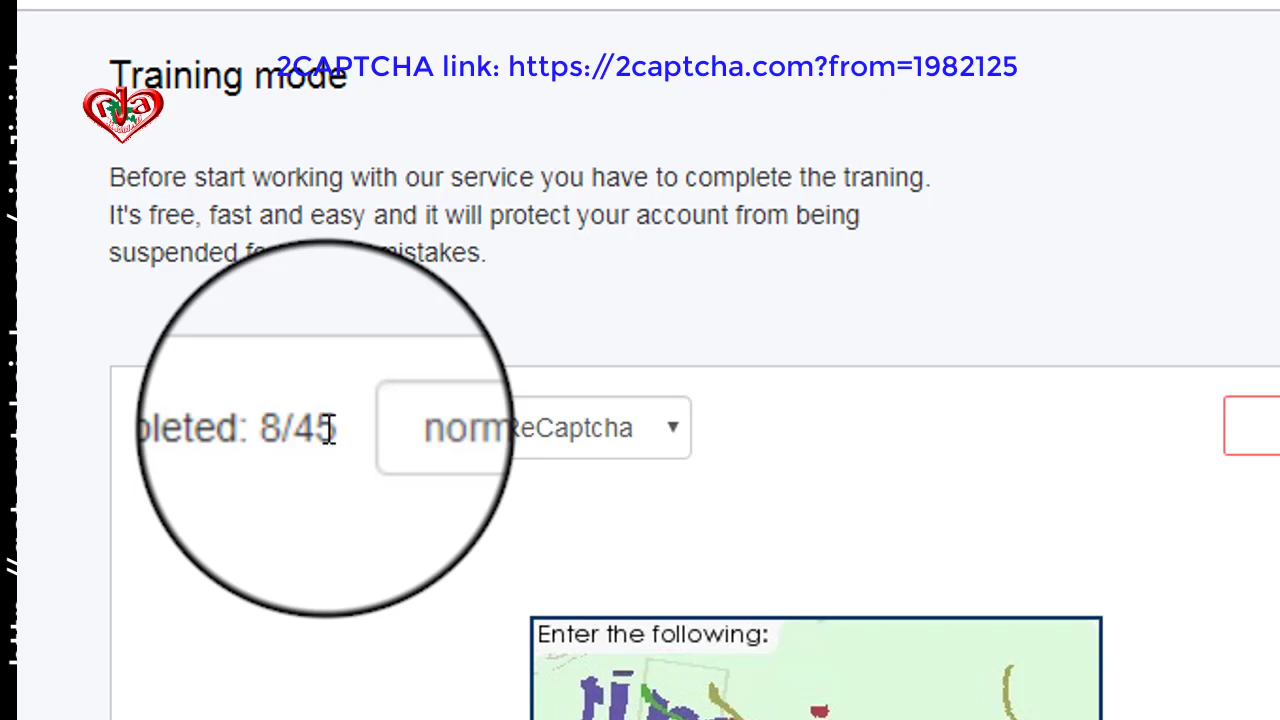 2CAPTCHA link: https://2captcha.com?from=1982125
Training mode
Before start working with our service you have to complete the traning.
It's free, fast and easy and it will protect your account from being
suspended mistakes.
pleted: 8/45
norm ReCaptcha
Enter the following: